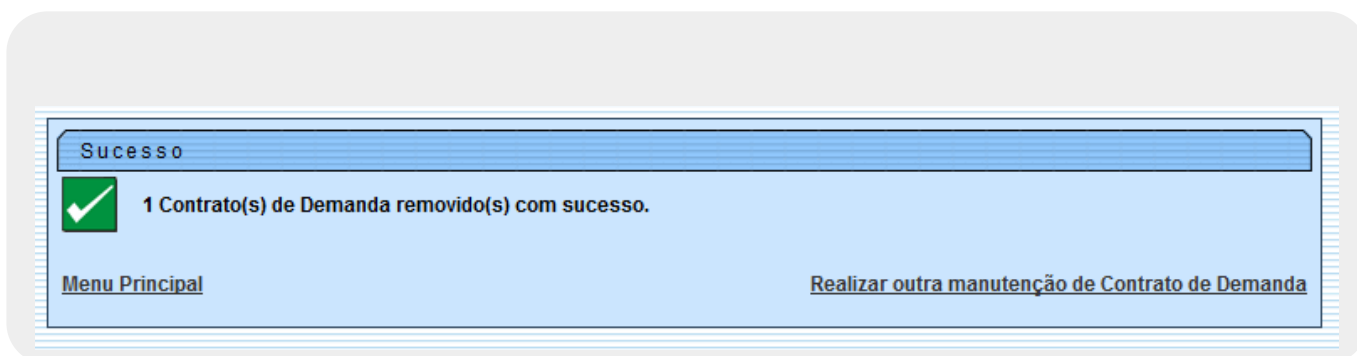 Sucesso
1 Contrato(s) de Demanda removido(s) com sucesso.
Menu Principal
Realizar outra manutenção de Contrato de Demanda